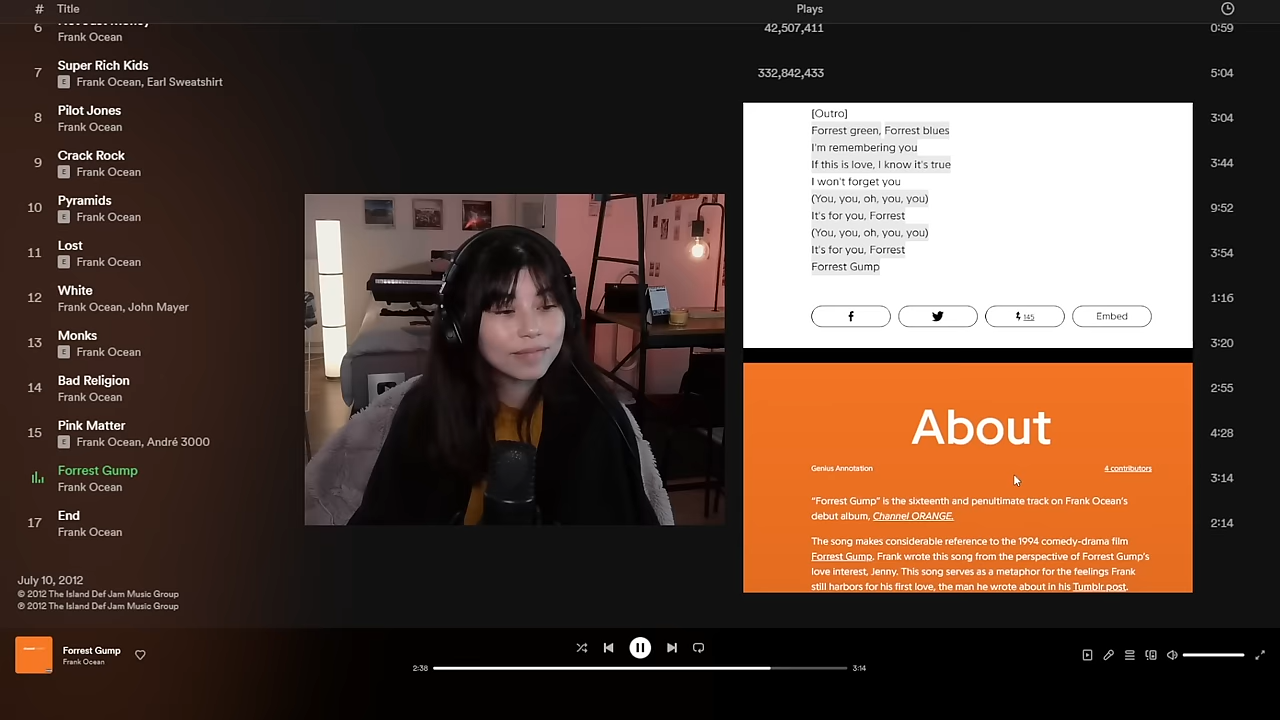 # Title Plays
6 Not Just Money 42,507,411 0:59
Frank Ocean
7 Super Rich Kids 332,842,433 5:04
E Frank Ocean, Earl Sweatshirt
8 Pilot Jones 3:04
Frank Ocean
9 Crack Rock 3:44
E Frank Ocean
10 Pyramids 9:52
E Frank Ocean
11 Lost 3:54
E Frank Ocean
12 White 1:16
Frank Ocean, John Mayer
13 Monks 3:20
E Frank Ocean
14 Bad Religion 2:55
Frank Ocean
15 Pink Matter 4:28
E Frank Ocean, André 3000
Forrest Gump 3:14
Frank Ocean
17 End 2:14
Frank Ocean
July 10, 2012
© 2012 The Island Def Jam Music Group
℗ 2012 The Island Def Jam Music Group
[Outro]
Forrest green, Forrest blues
I'm remembering you
If this is love, I know it's true
I won't forget you
(You, you, oh, you, you)
It's for you, Forrest
(You, you, oh, you, you)
It's for you, Forrest
Forrest Gump
145 Embed
About
Genius Annotation 4 contributors
“Forrest Gump” is the sixteenth and penultimate track on Frank Ocean’s
debut album, Channel ORANGE.
The song makes considerable reference to the 1994 comedy-drama film
Forrest Gump. Frank wrote this song from the perspective of Forrest Gump’s
love interest, Jenny. This song serves as a metaphor for the feelings Frank
still harbors for his first love, the man he wrote about in his Tumblr post.
Forrest Gump
Frank Ocean
2:38 3:14